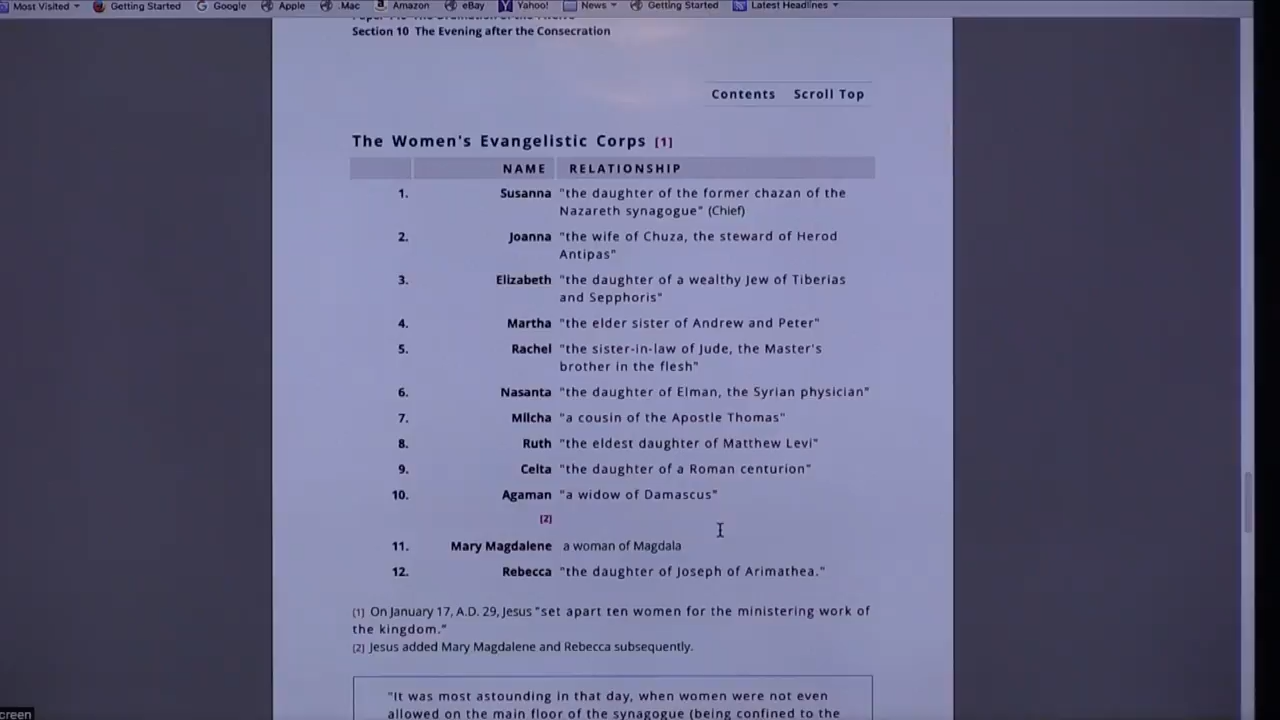 Most Visited Getting Started Google Apple .Mac Amazon eBay Yahoo! News Getting Started Latest Headlines
Section 10 The Evening after the Consecration
Contents Scroll Top
The Women's Evangelistic Corps [1]
NAME RELATIONSHIP
1. Susanna "the daughter of the former chazan of the
Nazareth synagogue" (Chief)
2. Joanna "the wife of Chuza, the steward of Herod
Antipas"
3. Elizabeth "the daughter of a wealthy Jew of Tiberias
and Sepphoris"
4. Martha "the elder sister of Andrew and Peter"
5. Rachel "the sister-in-law of Jude, the Master's
brother in the flesh"
6. Nasanta "the daughter of Elman, the Syrian physician"
7. Milcha "a cousin of the Apostle Thomas"
8. Ruth "the eldest daughter of Matthew Levi"
9. Celta "the daughter of a Roman centurion"
10. Agaman "a widow of Damascus"
[2]
11. Mary Magdalene a woman of Magdala
12. Rebecca "the daughter of Joseph of Arimathea."
[1] On January 17, A.D. 29, Jesus "set apart ten women for the ministering work of
the kingdom."
[2] Jesus added Mary Magdalene and Rebecca subsequently.
"It was most astounding in that day, when women were not even
allowed on the main floor of the synagogue (being confined to the
creen